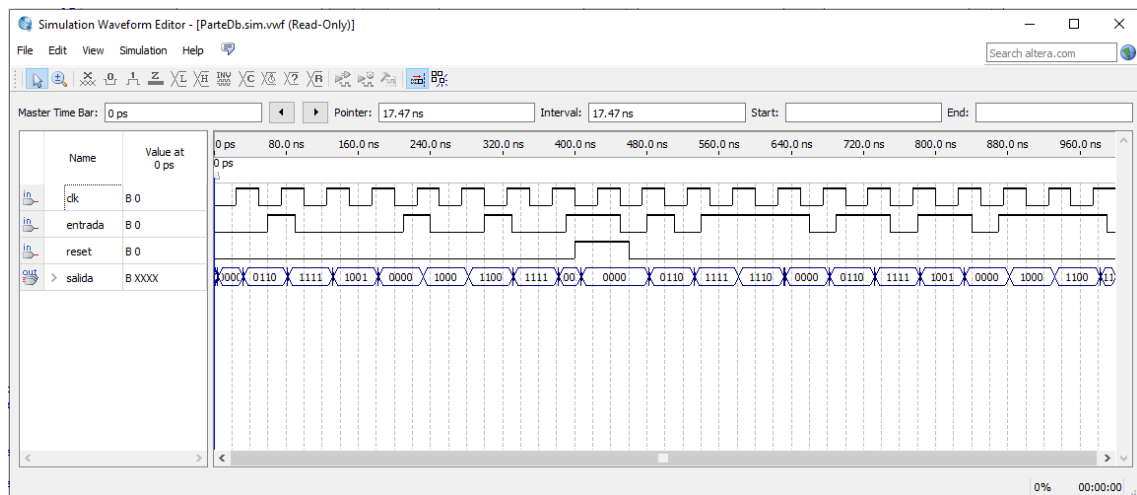 Simulation Waveform Editor - [ParteDb.sim.vwf (Read-Only)]
File Edit View Simulation Help
Search altera.com
Master Time Bar: 0 ps Pointer: 17.47 ns Interval: 17.47 ns Start: End:
Name Value at 0 ps
0 ps 80.0 ns 160.0 ns 240.0 ns 320.0 ns 400.0 ns 480.0 ns 560.0 ns 640.0 ns 720.0 ns 800.0 ns 880.0 ns 960.0 ns
0 ps
in clk B 0
in entrada B 0
in reset B 0
out > salida B XXXX 0110 1111 1001 0000 1000 1100 1111 00 0000 0110 1111 1110 0000 0110 1111 1001 0000 1000 1100
0% 00:00:00